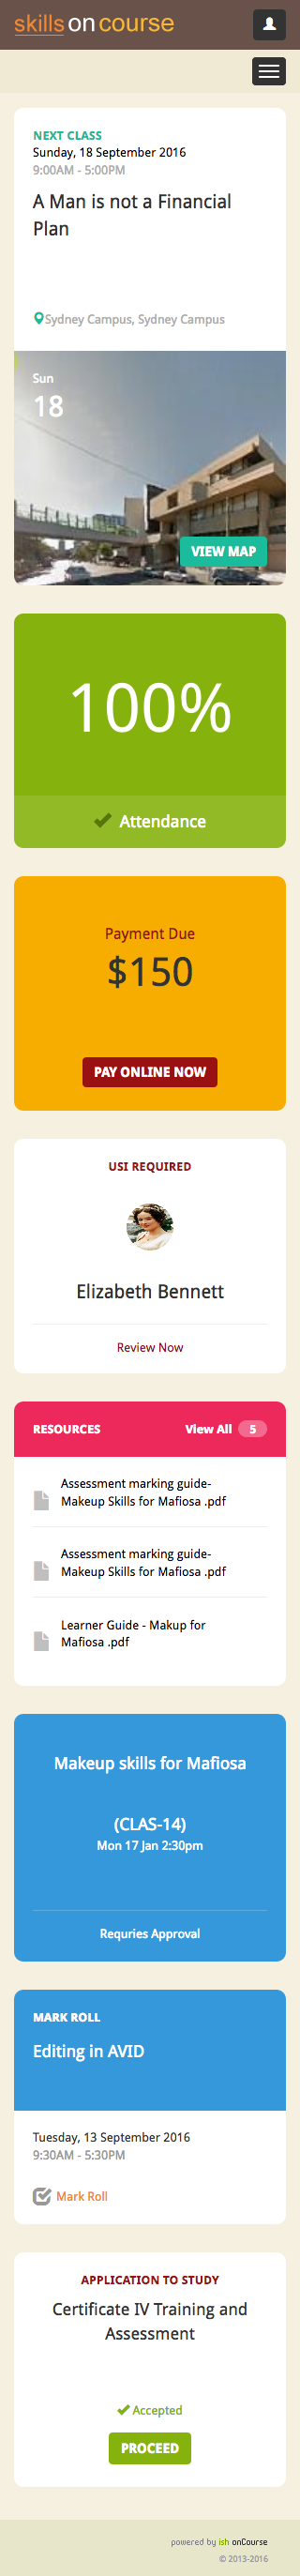 skills on course
NEXT CLASS
Sunday, 18 September 2016
9:00AM - 5:00PM
A Man is not a Financial
Plan
Sydney Campus, Sydney Campus
Sun
18
VIEW MAP
100%
Attendance
Payment Due
$150
PAY ONLINE NOW
USI REQUIRED
Elizabeth Bennett
Review Now
RESOURCES View All 5
Assessment marking guide-
Makeup Skills for Mafiosa .pdf
Assessment marking guide-
Makeup Skills for Mafiosa .pdf
Learner Guide - Makup for
Mafiosa .pdf
Makeup skills for Mafiosa
(CLAS-14)
Mon 17 Jan 2:30pm
Requries Approval
MARK ROLL
Editing in AVID
Tuesday, 13 September 2016
9:30AM - 5:30PM
Mark Roll
APPLICATION TO STUDY
Certificate IV Training and
Assessment
Accepted
PROCEED
powered by ish onCourse
© 2013-2016